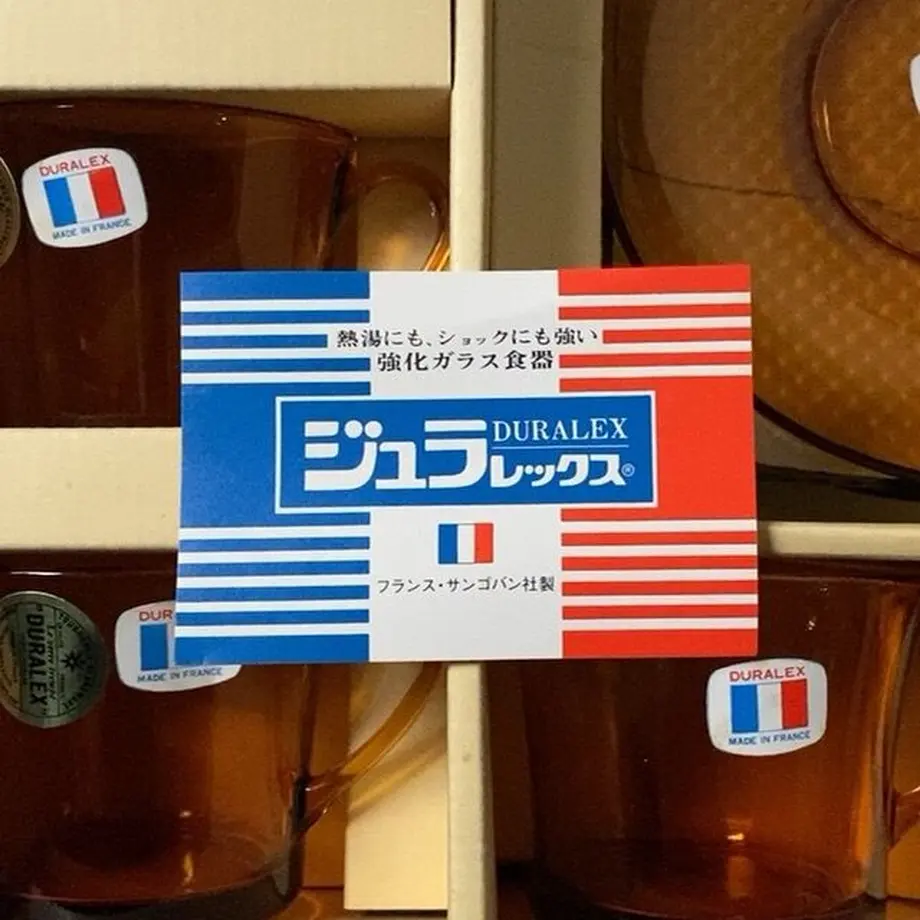 DURALEX
MADE IN FRANCE
熱湯にも、ショックにも強い
強化ガラス食器
ジュラレックス®
DURALEX
フランス・サンゴバン社製
DURALEX
DUR
MADE IN FRANCE
DURALEX
MADE IN FRANCE